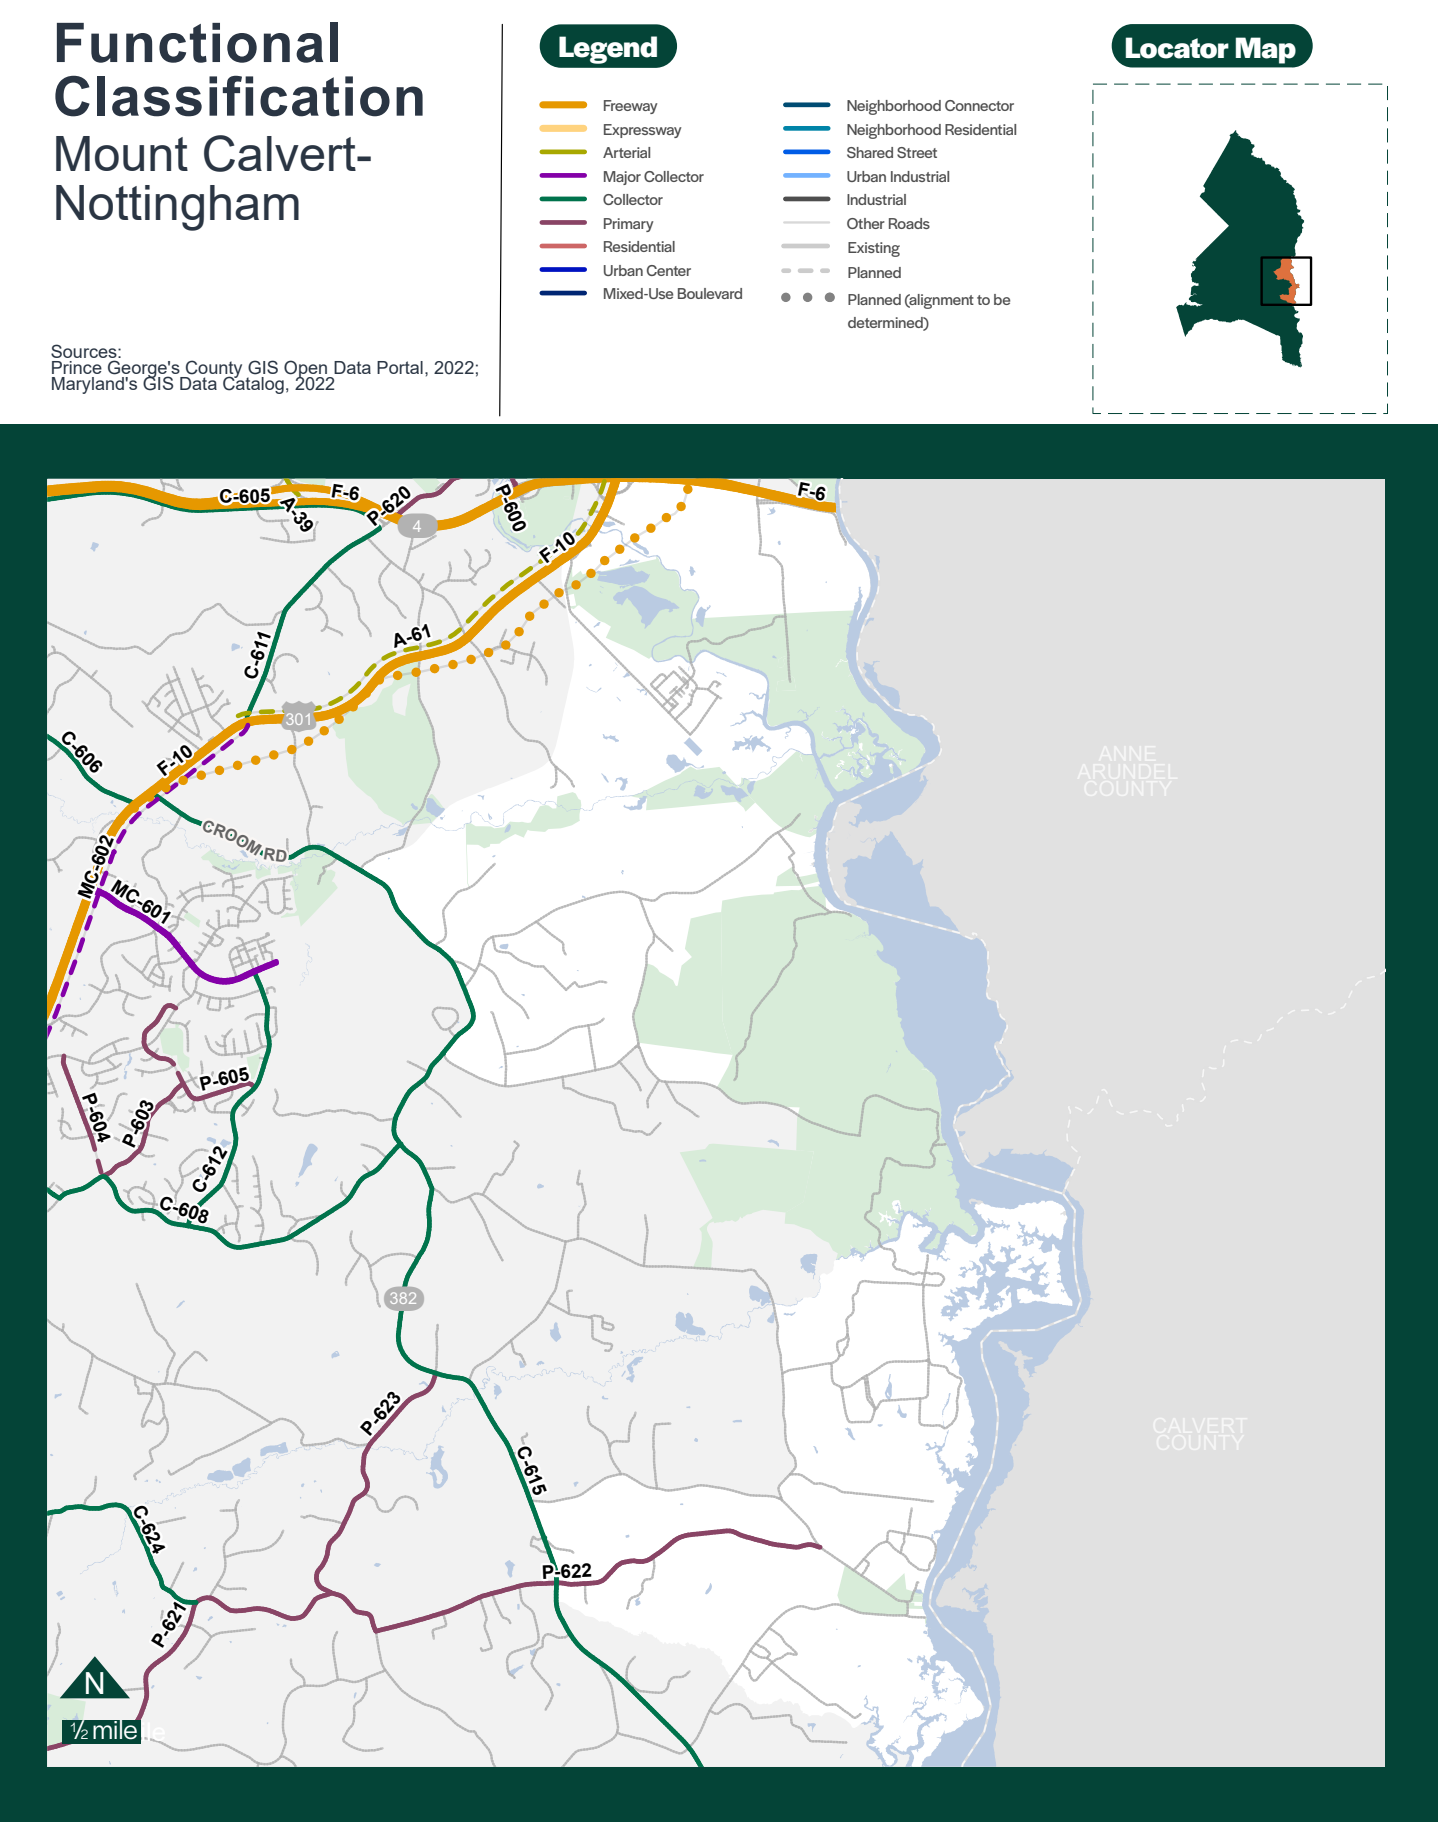 Functional
Classification
Mount Calvert-
Nottingham
Sources:
Prince George's County GIS Open Data Portal, 2022;
Maryland's GIS Data Catalog, 2022
Legend
Freeway
Expressway
Arterial
Major Collector
Collector
Primary
Residential
Urban Center
Mixed-Use Boulevard
Neighborhood Connector
Neighborhood Residential
Shared Street
Urban Industrial
Industrial
Other Roads
Existing
Planned
Planned (alignment to be
determined)
Locator Map
C-605
A-39
F-6
P-620
4
P-600
F-10
F-6
A-61
C-611
301
C-606
F-10
CROOM RD
MC-602
MC-601
ANNE
ARUNDEL
COUNTY
P-605
P-604
P-603
C-612
C-608
382
P-623
C-615
CALVERT
COUNTY
C-624
P-622
P-621
N
½ mile